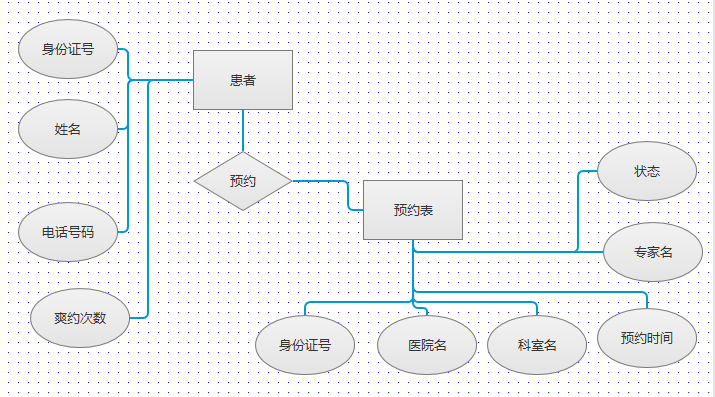 身份证号
患者
姓名
预约
状态
预约表
电话号码
专家名
爽约次数
身份证号
医院名
科室名
预约时间